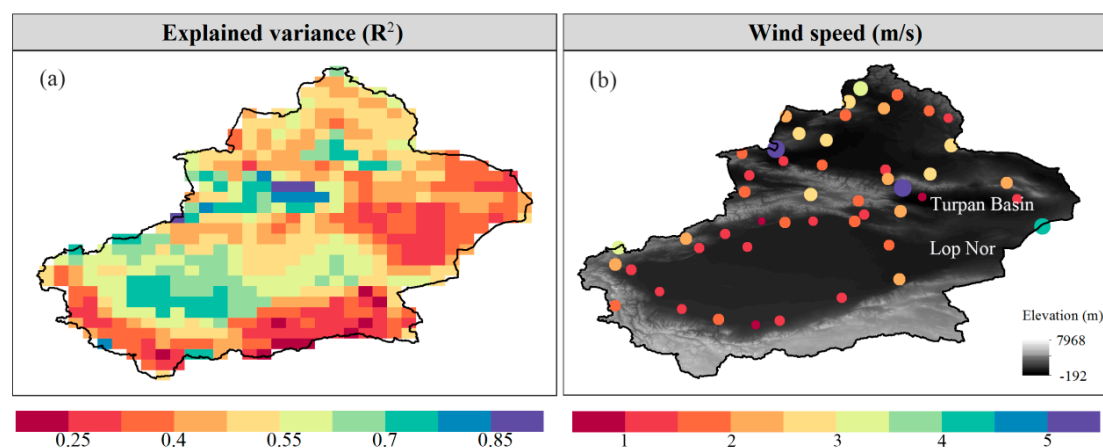 Explained variance (R²)
Wind speed (m/s)
(a)
(b)
Turpan Basin
Lop Nor
Elevation (m)
7968
-192
0.25 0.4 0.55 0.7 0.85
1 2 3 4 5